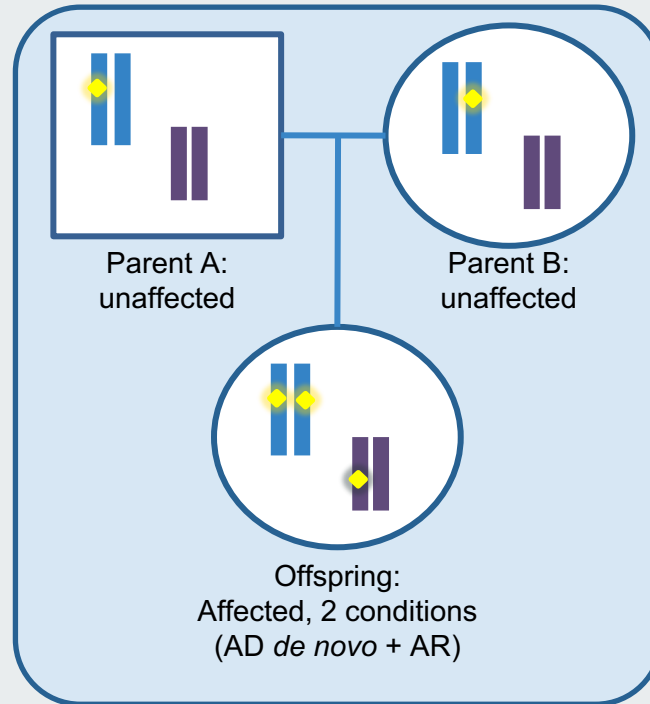 Parent A:
unaffected
Parent B:
unaffected
Offspring:
Affected, 2 conditions
(AD de novo + AR)